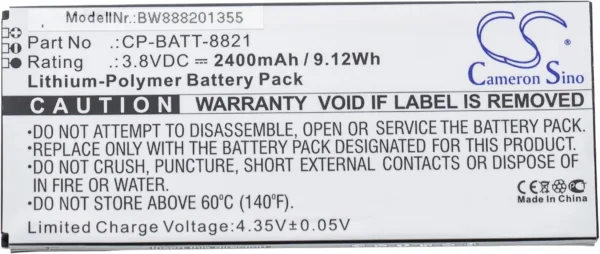 ModellNr.:BW888201355
Part No.: CP-BATT-8821
Rating : 3.8VDC 2400mAh / 9.12Wh
Lithium-Polymer Battery Pack
Cameron Sino
CAUTION WARRANTY VOID IF LABEL IS REMOVED
•DO NOT ATTEMPT TO DISASSEMBLE, OPEN OR SERVICE BATTERY PACK
•REPLACE ONLY WITH THE SAME BATTERY PACK DESIGNATED FOR THIS PRODUCT
•DO NOT CRUSH, PUNCTURE, SHORT EXTERNAL CONTACTS,
OR DISPOSE OF IN FIRE OR WATER
•DO NOT STORE ABOVE 60°C (140°F)
Limited Charge Voltage:4.35V±0.05V
CE
Made In China